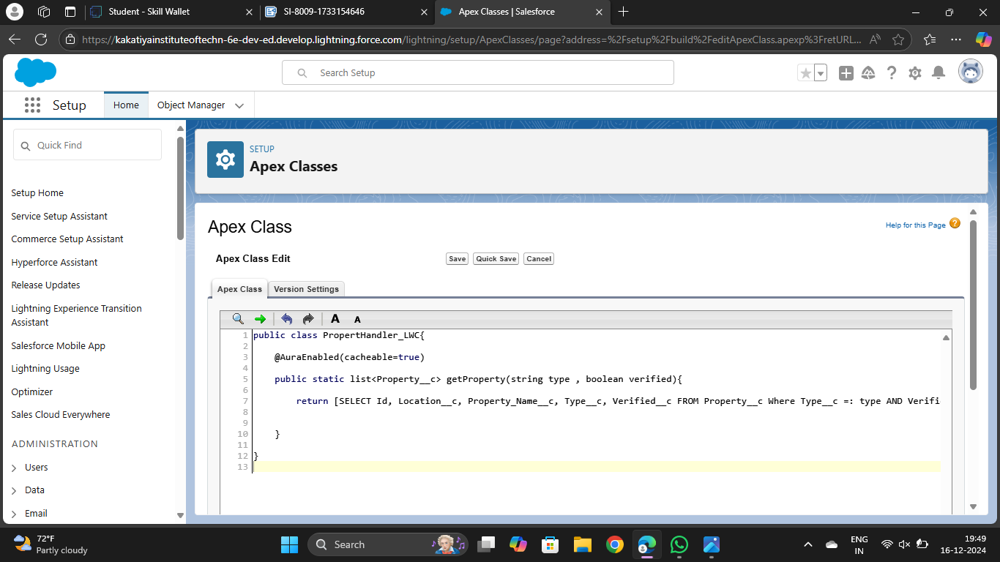 Student - Skill Wallet
SI-8009-1733154646
Apex Classes | Salesforce
https://kakatiyainstituteoftechn-6e-dev-ed.develop.lightning.force.com/lightning/setup/ApexClasses/page?address=%2Fsetup%2Fbuild%2FeditApexClass.apexp%3FretURL...
Search Setup
Setup
Home
Object Manager
Quick Find
Setup Home
Service Setup Assistant
Commerce Setup Assistant
Hyperforce Assistant
Release Updates
Lightning Experience Transition
Assistant
Salesforce Mobile App
Lightning Usage
Optimizer
Sales Cloud Everywhere
ADMINISTRATION
Users
Data
Email
SETUP
Apex Classes
Apex Class
Help for this Page ?
Apex Class Edit
Save
Quick Save
Cancel
Apex Class
Version Settings
A A
1 public class PropertHandler_LWC{
2
3 @AuraEnabled(cacheable=true)
4
5 public static list<Property__c> getProperty(string type , boolean verified){
6
7 return [SELECT Id, Location__c, Property_Name__c, Type__c, Verified__c FROM Property__c Where Type__c =: type AND Verifi
8
9
10 }
11
12 }
13
72°F
Partly cloudy
Search
ENG
IN
19:49
16-12-2024